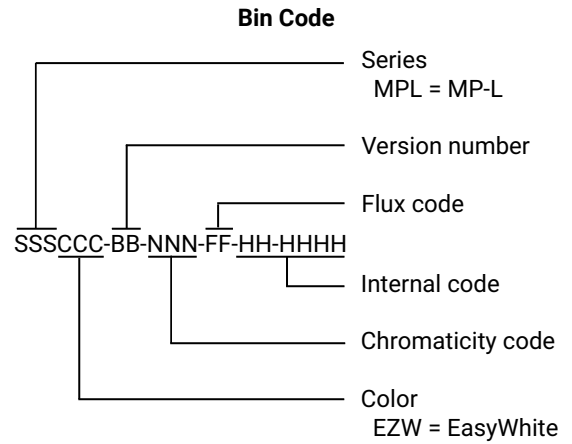 Bin Code
Series
MPL = MP-L
Version number
Flux code
SSSCCC-BB-NNN-FF-HH-HHHH
Internal code
Chromaticity code
Color
EZW = EasyWhite